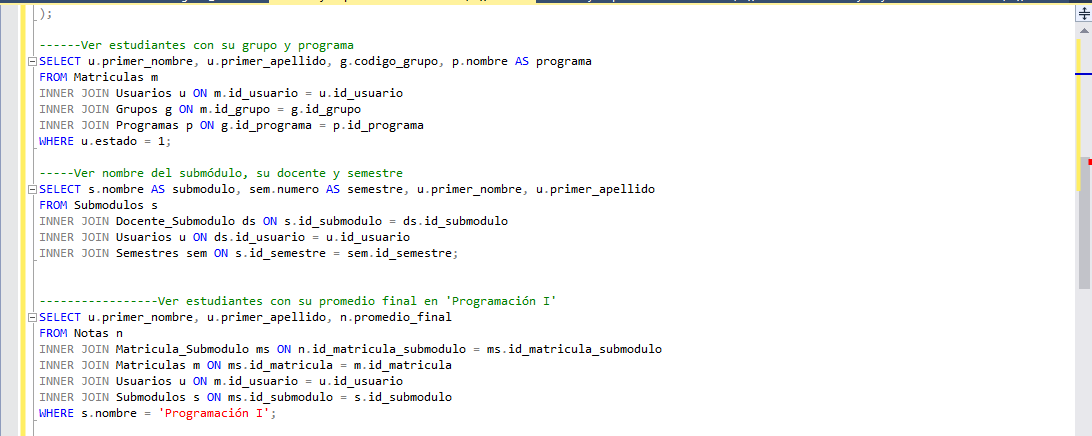 );
------Ver estudiantes con su grupo y programa
SELECT u.primer_nombre, u.primer_apellido, g.codigo_grupo, p.nombre AS programa
FROM Matriculas m
INNER JOIN Usuarios u ON m.id_usuario = u.id_usuario
INNER JOIN Grupos g ON m.id_grupo = g.id_grupo
INNER JOIN Programas p ON g.id_programa = p.id_programa
WHERE u.estado = 1;
-----Ver nombre del submódulo, su docente y semestre
SELECT s.nombre AS submodulo, sem.numero AS semestre, u.primer_nombre, u.primer_apellido
FROM Submodulos s
INNER JOIN Docente_Submodulo ds ON s.id_submodulo = ds.id_submodulo
INNER JOIN Usuarios u ON ds.id_usuario = u.id_usuario
INNER JOIN Semestres sem ON s.id_semestre = sem.id_semestre;
-----------------Ver estudiantes con su promedio final en 'Programación I'
SELECT u.primer_nombre, u.primer_apellido, n.promedio_final
FROM Notas n
INNER JOIN Matricula_Submodulo ms ON n.id_matricula_submodulo = ms.id_matricula_submodulo
INNER JOIN Matriculas m ON ms.id_matricula = m.id_matricula
INNER JOIN Usuarios u ON m.id_usuario = u.id_usuario
INNER JOIN Submodulos s ON ms.id_submodulo = s.id_submodulo
WHERE s.nombre = 'Programación I';